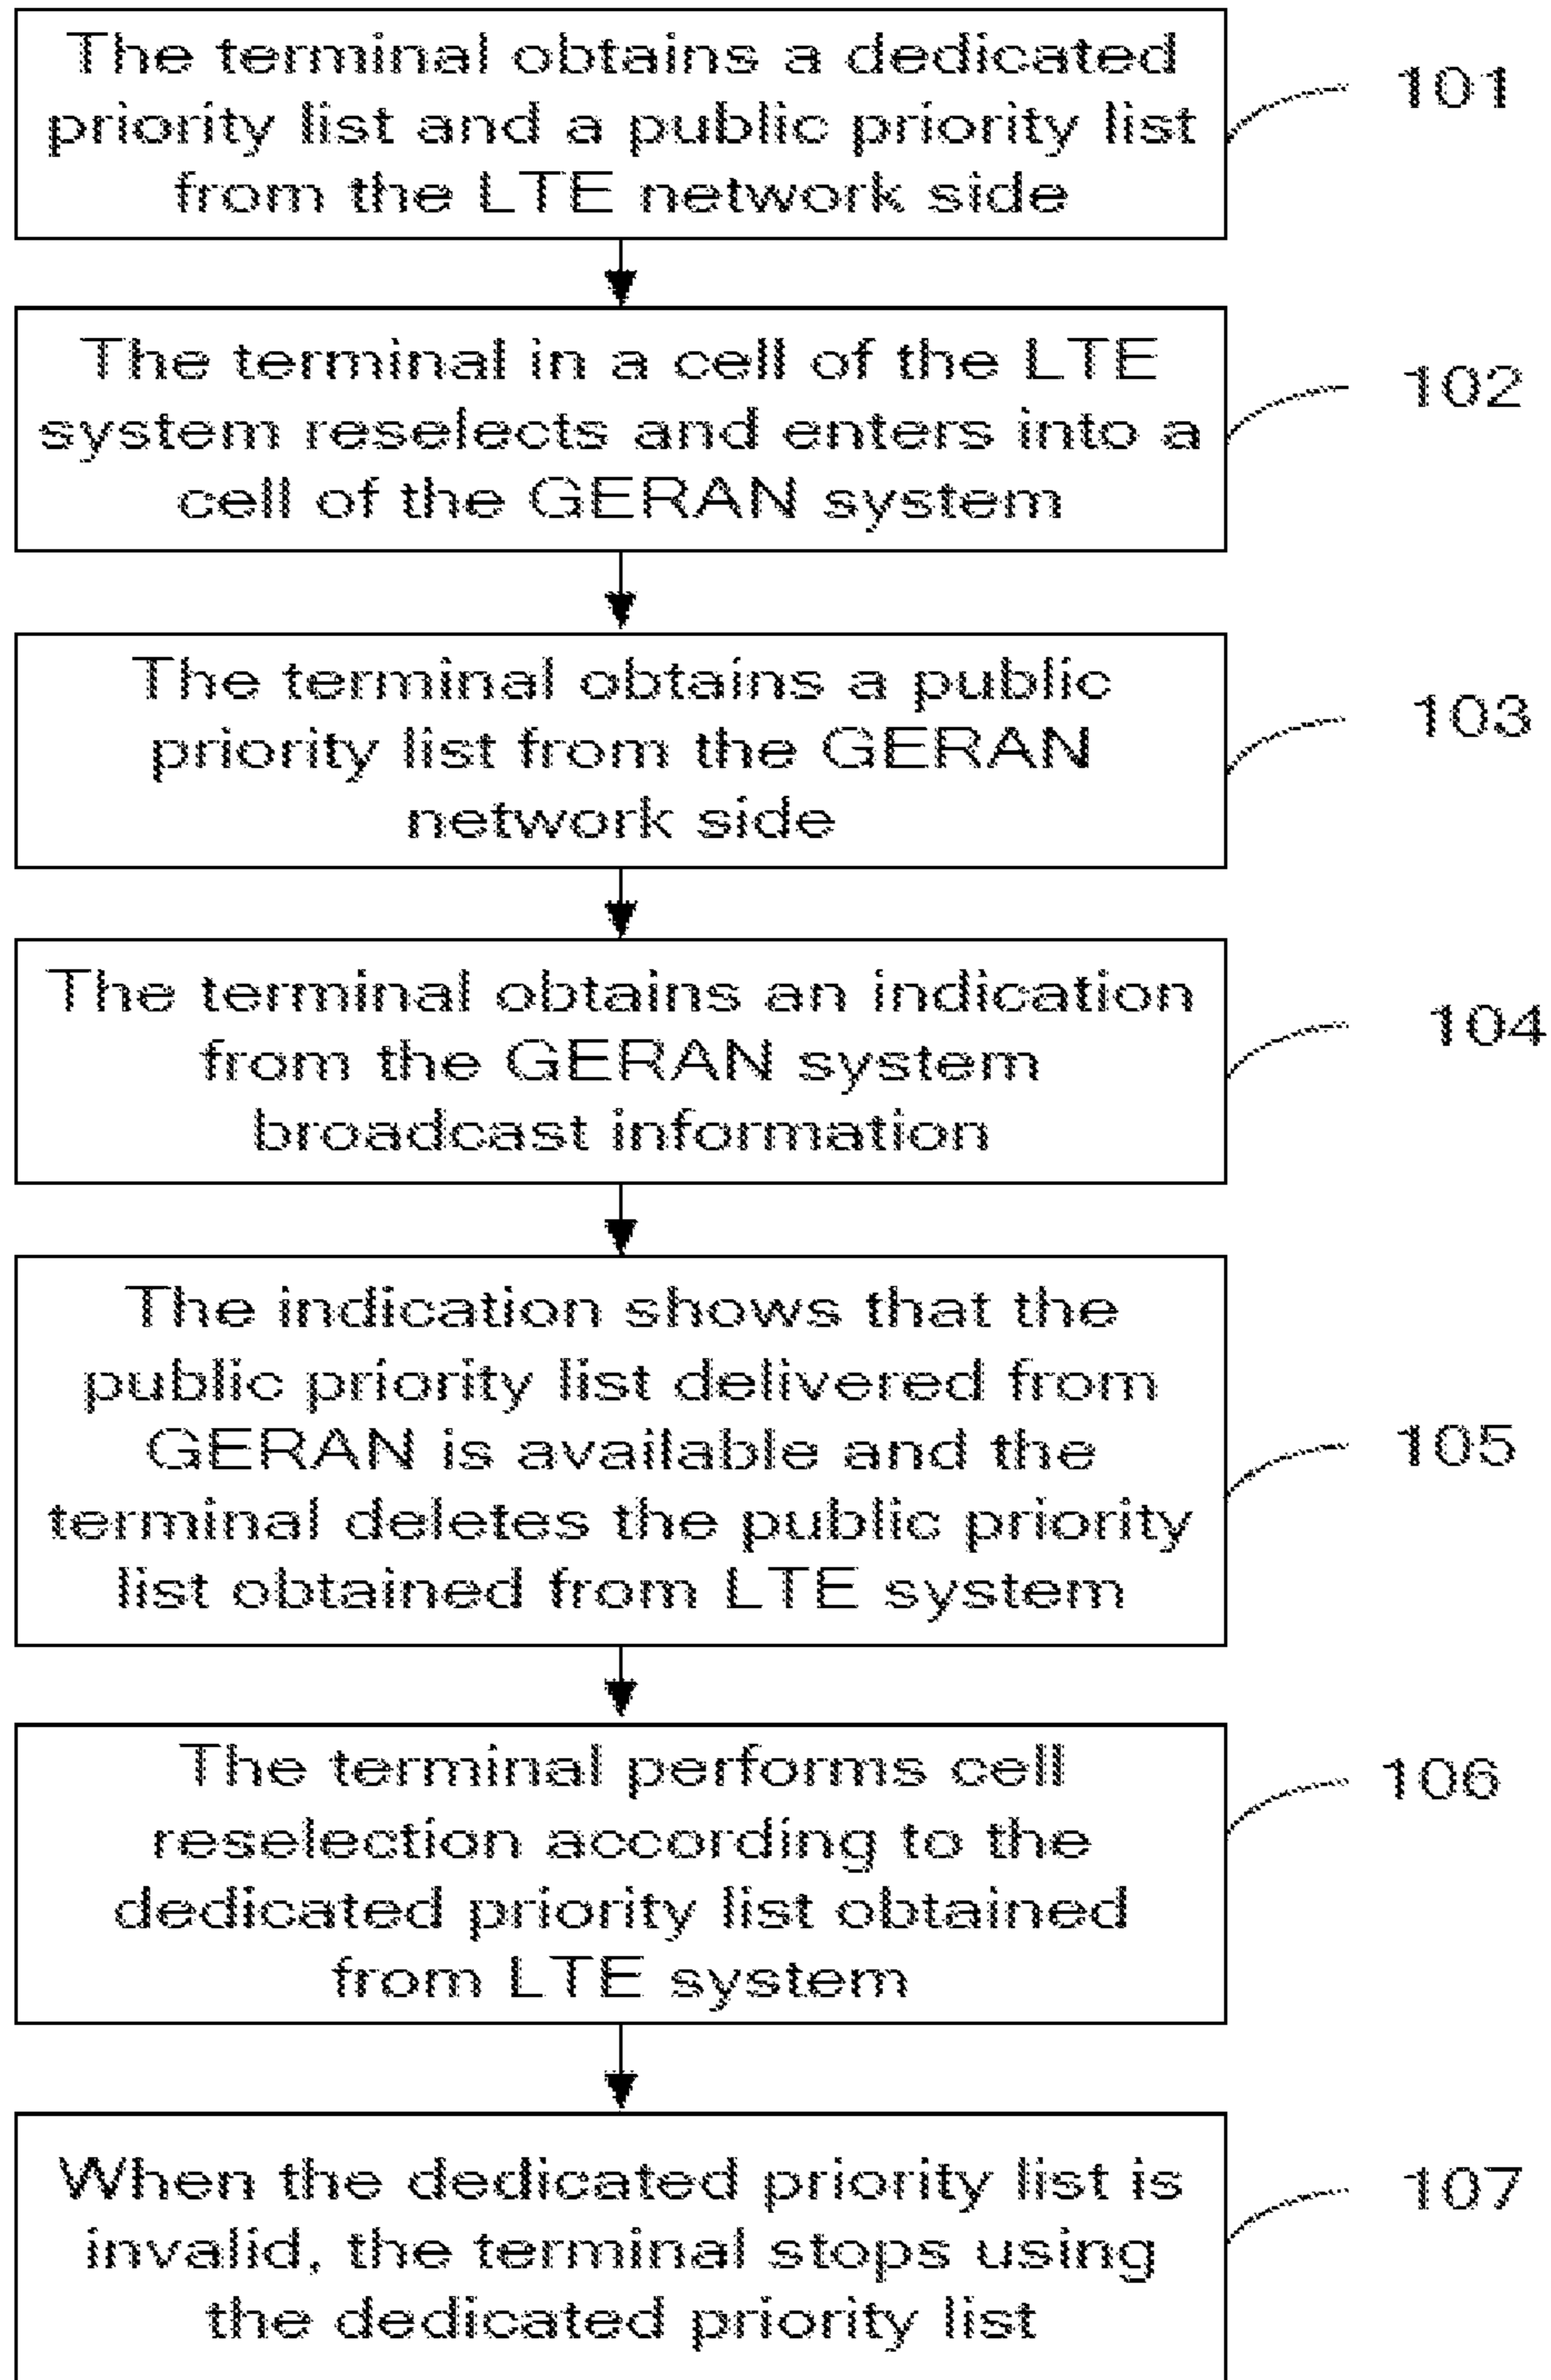 The terminal obtains a dedicated
priority list and a public priority list
from the LTE network side
101
The terminal in a cell of the LTE
system reselects and enters into a
cell of the GERAN system
102
The terminal obtains a public
priority list from the GERAN
network side
103
The terminal obtains an indication
from the GERAN system
broadcast information
104
The indication shows that the
public priority list delivered from
GERAN is available and the
terminal deletes the public priority
list obtained from LTE system
105
The terminal performs cell
reselection according to the
dedicated priority list obtained
from LTE system
106
When the dedicated priority list is
invalid, the terminal stops using
the dedicated priority list
107